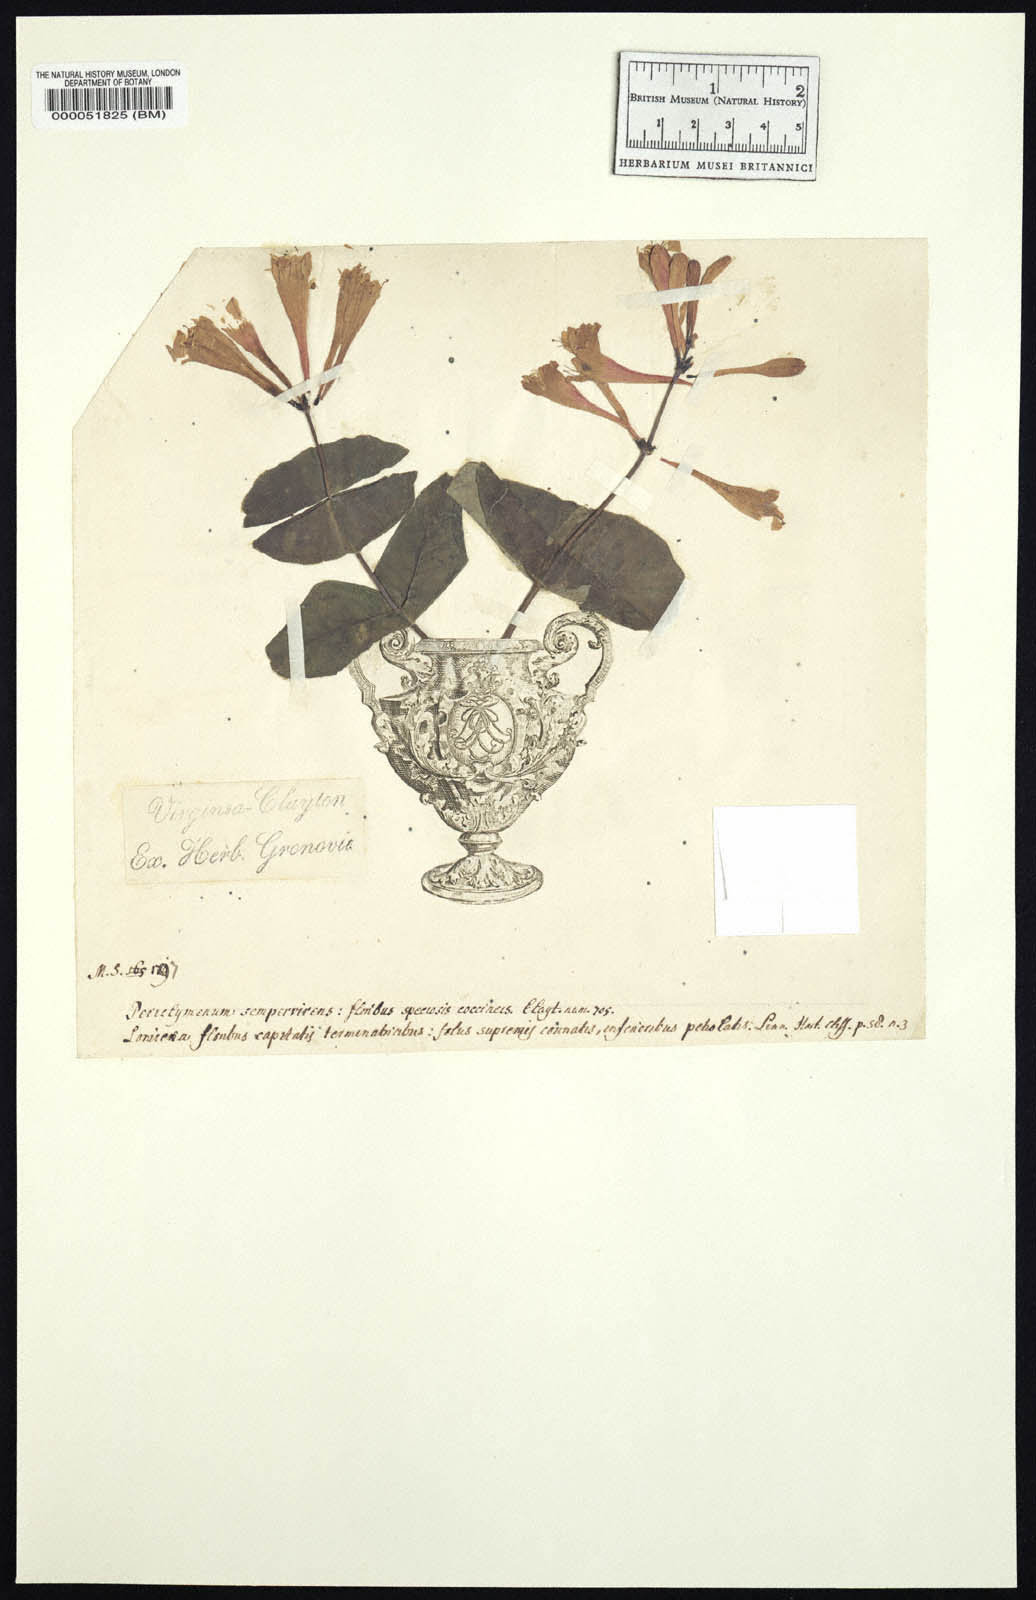 THE NATURAL HISTORY MUSEUM, LONDON
DEPARTMENT OF BOTANY
000051825 (BM)
1 2
BRITISH MUSEUM (NATURAL HISTORY)
1 2 3 4 5
HERBARIUM MUSEI BRITANNICI
Virginia-Clayton
Ex. Herb. Gronovii
M.S.
Periclymenum sempervirens: floribus speciosis coccineis. Clayt. num. 705.
Lonicera floribus capitatis terminatricibus: foliis supremis connatis, inferioribus petiolatis. Linn. Hort. cliff. p. 58. n. 3